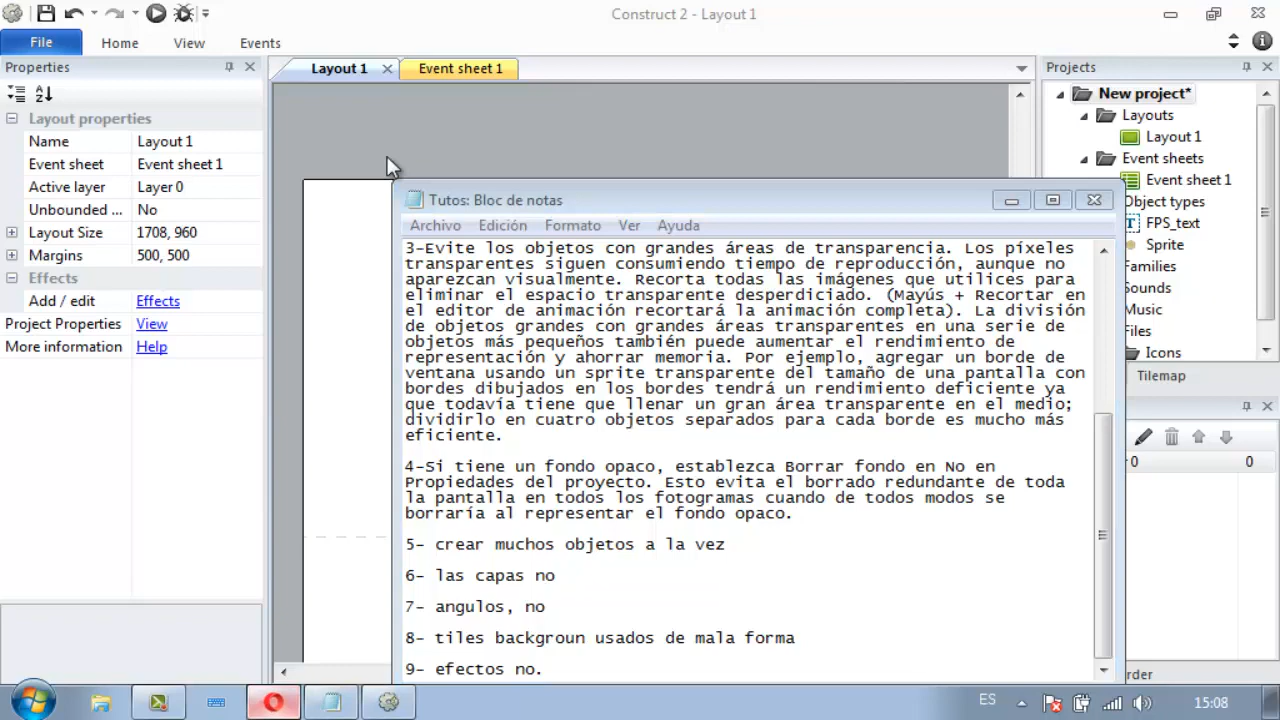 Construct 2 - Layout 1
File
Home
View
Events
Properties
Layout 1
Event sheet 1
Projects
Layout properties
Name
Layout 1
Event sheet
Event sheet 1
Active layer
Layer 0
Unbounded ...
No
Layout Size
1708, 960
Margins
500, 500
Effects
Add / edit
Effects
Project Properties
View
More information
Help
New project*
Layouts
Layout 1
Event sheets
Event sheet 1
Object types
FPS_text
Sprite
Families
Sounds
Music
Files
Icons
Tilemap
0
0
rder
Tutos: Bloc de notas
Archivo
Edición
Formato
Ver
Ayuda
3-Evite los objetos con grandes áreas de transparencia. Los píxeles
transparentes siguen consumiendo tiempo de reproducción, aunque no
aparezcan visualmente. Recorta todas las imágenes que utilices para
eliminar el espacio transparente desperdiciado. (Mayús + Recortar en
el editor de animación recortará la animación completa). La división
de objetos grandes con grandes áreas transparentes en una serie de
objetos más pequeños también puede aumentar el rendimiento de
representación y ahorrar memoria. Por ejemplo, agregar un borde de
ventana usando un sprite transparente del tamaño de una pantalla con
bordes dibujados en los bordes tendrá un rendimiento deficiente ya
que todavía tiene que llenar un gran área transparente en el medio;
dividirlo en cuatro objetos separados para cada borde es mucho más
eficiente.
4-Si tiene un fondo opaco, establezca Borrar fondo en No en
Propiedades del proyecto. Esto evita el borrado redundante de toda
la pantalla en todos los fotogramas cuando de todos modos se
borraría al representar el fondo opaco.
5- crear muchos objetos a la vez
6- las capas no
7- angulos, no
8- tiles backgroun usados de mala forma
9- efectos no.
ES
15:08